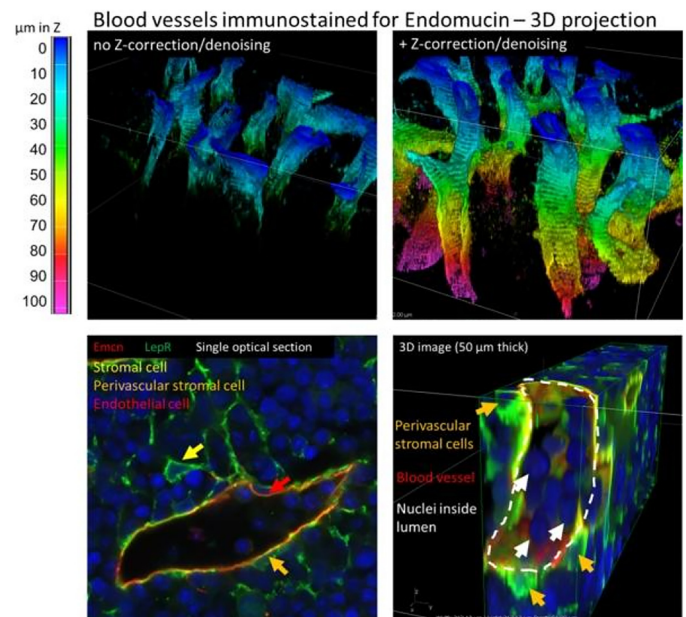 Blood vessels immunostained for Endomucin – 3D projection
µm in Z
0
10
20
30
40
50
60
70
80
90
100
no Z-correction/denoising
+ Z-correction/denoising
Emcn LepR Single optical section
Stromal cell
Perivascular stromal cell
Endothelial cell
3D image (50 µm thick)
Perivascular
stromal cells
Blood vessel
Nuclei inside
lumen